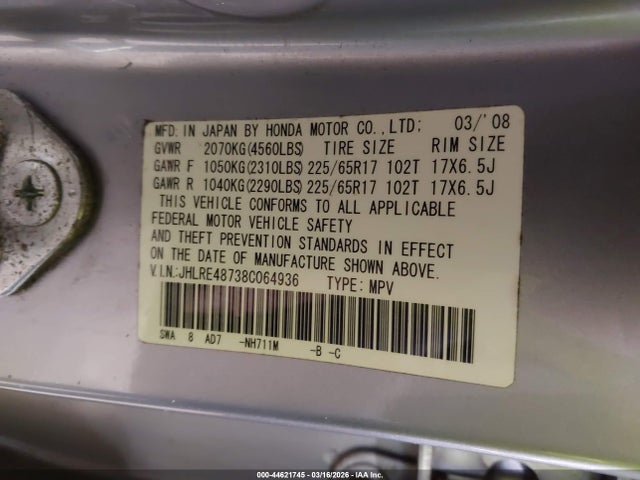 MFD. IN JAPAN BY HONDA MOTOR CO.,LTD: 03/'08
GVWR 2070KG(4560LBS) TIRE SIZE RIM SIZE
GAWR F 1050KG(2310LBS) 225/65R17 102T 17X6.5J
GAWR R 1040KG(2290LBS) 225/65R17 102T 17X6.5J
THIS VEHICLE CONFORMS TO ALL APPLICABLE
FEDERAL MOTOR VEHICLE SAFETY
AND THEFT PREVENTION STANDARDS IN EFFECT
ON THE DATE OF MANUFACTURE SHOWN ABOVE.
V.I.N.:JHLRE48738C064936 TYPE: MPV
SWA 8 AD7 -NH711M -B -C
000-44621745 - 03/16/2026 - IAA Inc.